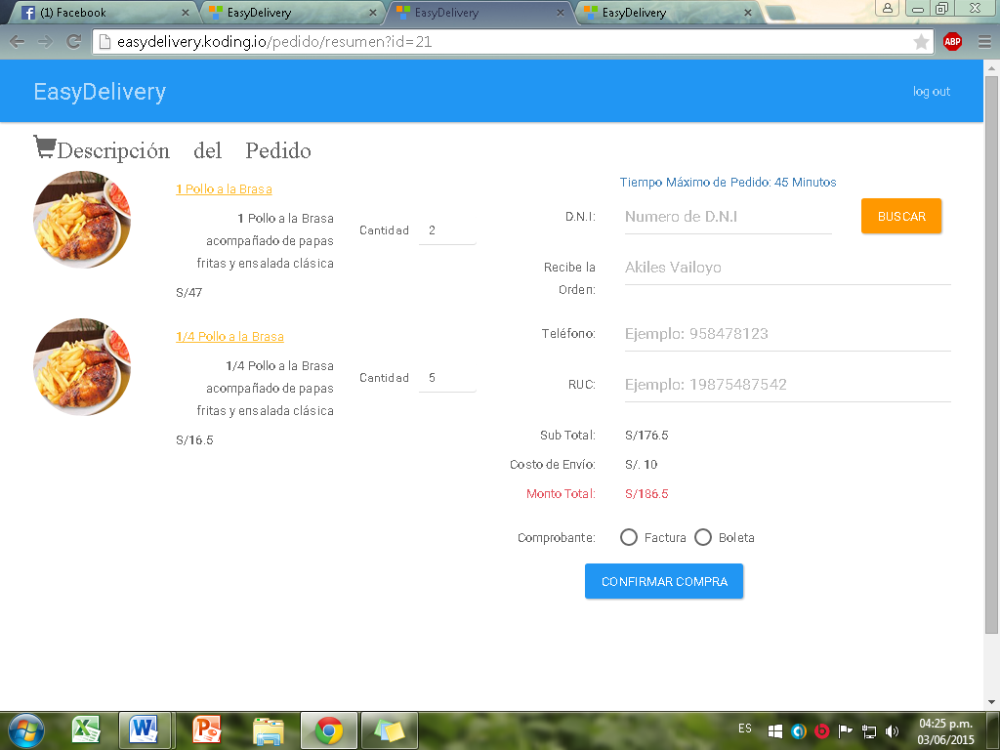 (1) Facebook
EasyDelivery
EasyDelivery
EasyDelivery
easydelivery.koding.io/pedido/resumen?id=21
ABP
EasyDelivery
log out
Descripción del Pedido
1 Pollo a la Brasa
1 Pollo a la Brasa
acompañado de papas
fritas y ensalada clásica
Cantidad 2
S/47
1/4 Pollo a la Brasa
1/4 Pollo a la Brasa
acompañado de papas
fritas y ensalada clásica
Cantidad 5
S/16.5
Tiempo Máximo de Pedido: 45 Minutos
D.N.I: Numero de D.N.I BUSCAR
Recibe la
Orden:
Akiles Vailoyo
Teléfono: Ejemplo: 958478123
RUC: Ejemplo: 19875487542
Sub Total: S/176.5
Costo de Envío: S/. 10
Monto Total: S/186.5
Comprobante: Factura Boleta
CONFIRMAR COMPRA
ES
04:25 p.m.
03/06/2015